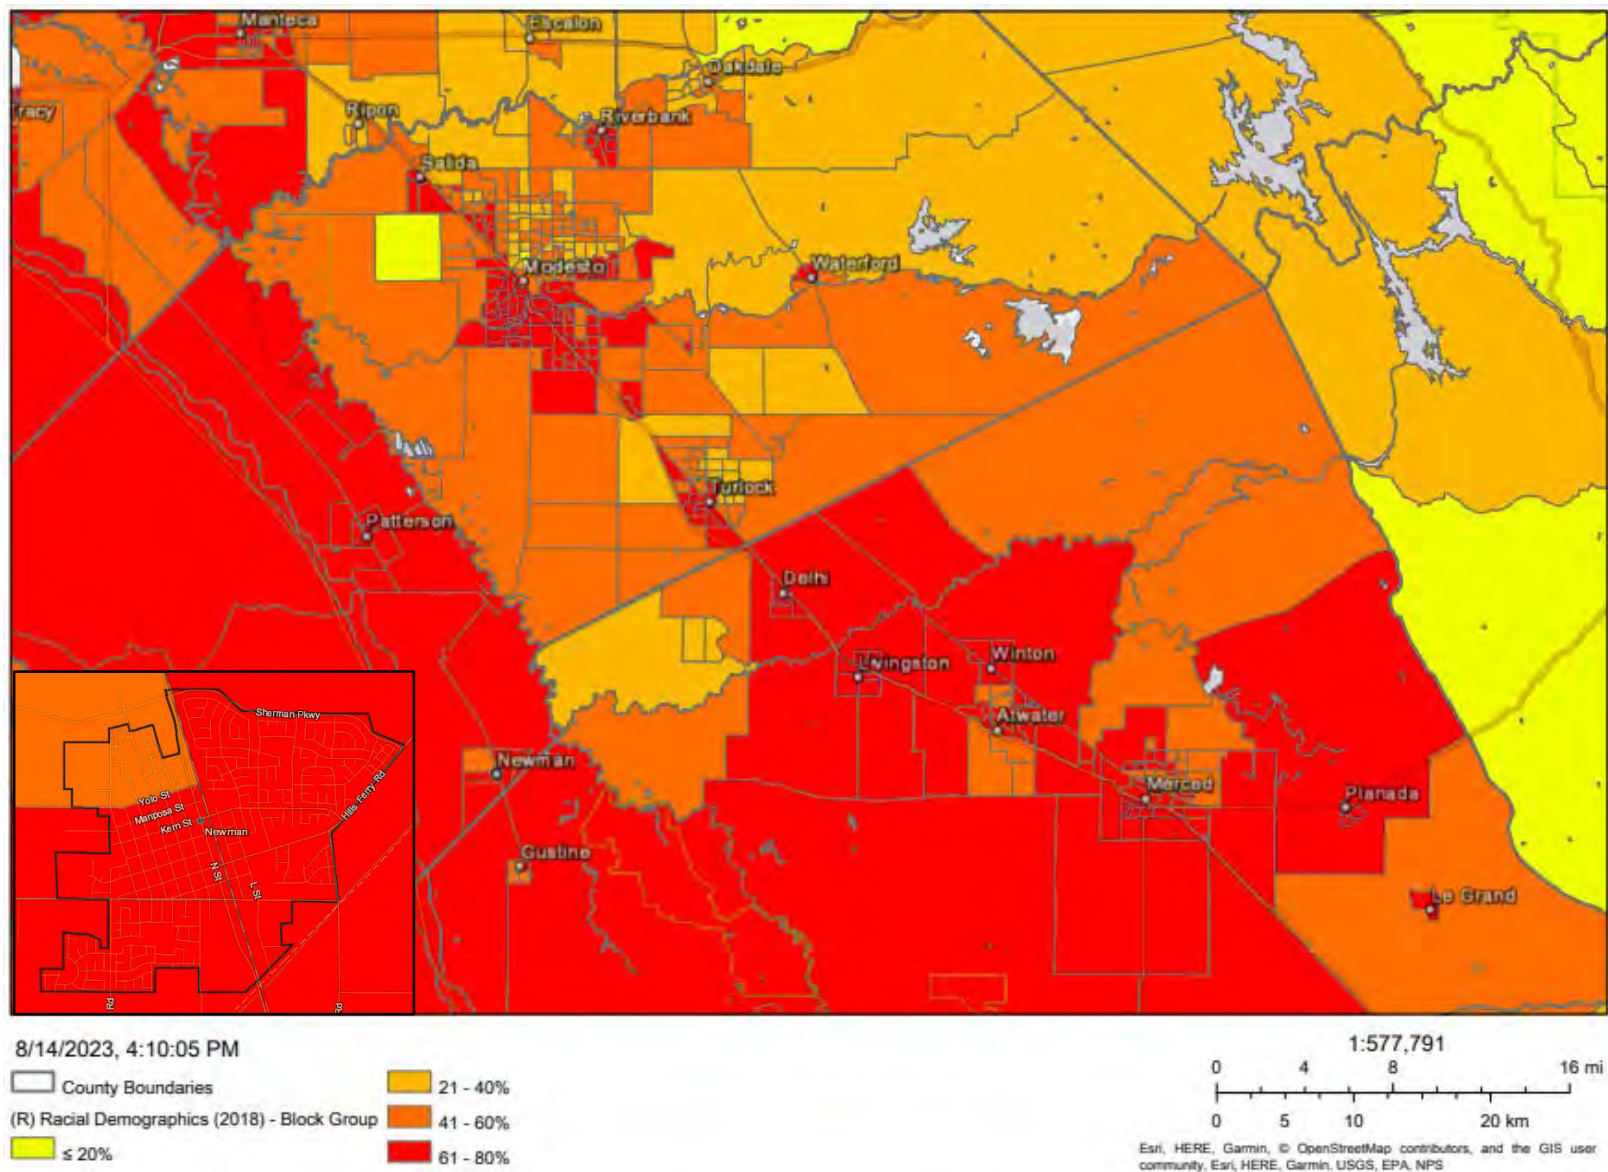 Manteca
Escalon
Oakdale
Tracy
Ripon
Riverbank
Salida
Modesto
Waterford
Turlock
Patterson
Delhi
Livingston
Winton
Atwater
Newman
Merced
Planada
Gustine
Le Grand
Sherman Pkwy
Hills Ferry Rd
Yolo St
Mariposa St
Kern St
Newman
N St
L St
Rd
Rd
8/14/2023, 4:10:05 PM
County Boundaries
(R) Racial Demographics (2018) - Block Group
≤ 20%
21 - 40%
41 - 60%
61 - 80%
1:577,791
0 4 8 16 mi
0 5 10 20 km
Esri, HERE, Garmin, © OpenStreetMap contributors, and the GIS user
community, Esri, HERE, Garmin, USGS, EPA, NPS